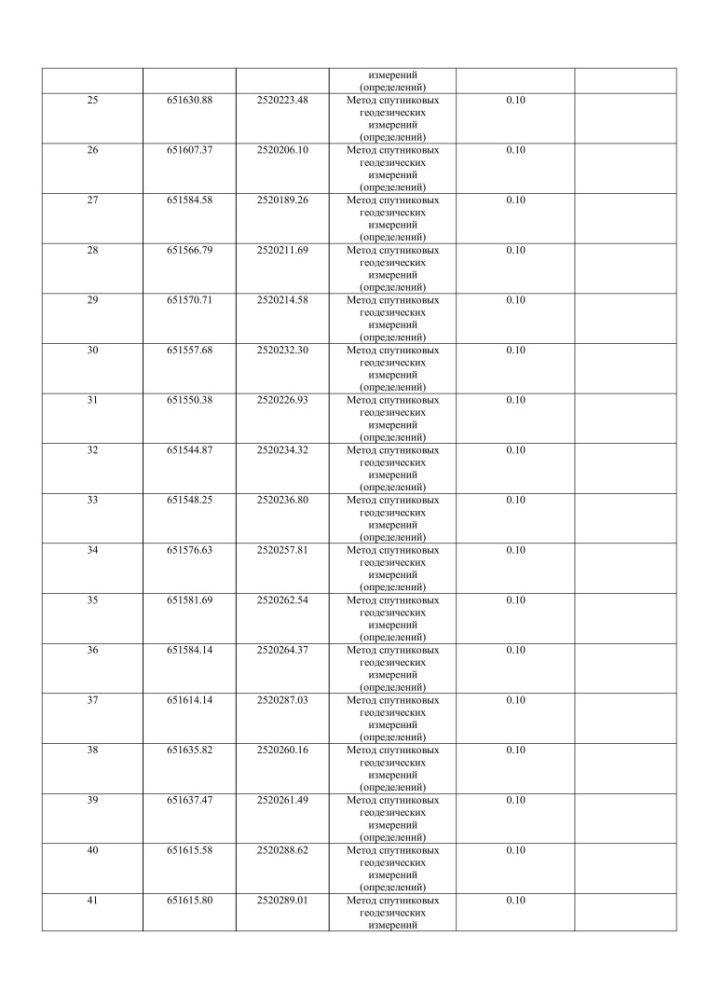 измерений
(определений)
25 651630.88 2520223.48 Метод спутниковых 0.10
геодезических
измерений
(определений)
26 651607.37 2520206.10 Метод спутниковых 0.10
геодезических
измерений
(определений)
27 651584.58 2520189.26 Метод спутниковых 0.10
геодезических
измерений
(определений)
28 651566.79 2520211.69 Метод спутниковых 0.10
геодезических
измерений
(определений)
29 651570.71 2520214.58 Метод спутниковых 0.10
геодезических
измерений
(определений)
30 651557.68 2520232.30 Метод спутниковых 0.10
геодезических
измерений
(определений)
31 651550.38 2520226.93 Метод спутниковых 0.10
геодезических
измерений
(определений)
32 651544.87 2520234.32 Метод спутниковых 0.10
геодезических
измерений
(определений)
33 651548.25 2520236.80 Метод спутниковых 0.10
геодезических
измерений
(определений)
34 651576.63 2520257.81 Метод спутниковых 0.10
геодезических
измерений
(определений)
35 651581.69 2520262.54 Метод спутниковых 0.10
геодезических
измерений
(определений)
36 651584.14 2520264.37 Метод спутниковых 0.10
геодезических
измерений
(определений)
37 651614.14 2520287.03 Метод спутниковых 0.10
геодезических
измерений
(определений)
38 651635.82 2520260.16 Метод спутниковых 0.10
геодезических
измерений
(определений)
39 651637.47 2520261.49 Метод спутниковых 0.10
геодезических
измерений
(определений)
40 651615.58 2520288.62 Метод спутниковых 0.10
геодезических
измерений
(определений)
41 651615.80 2520289.01 Метод спутниковых 0.10
геодезических
измерений